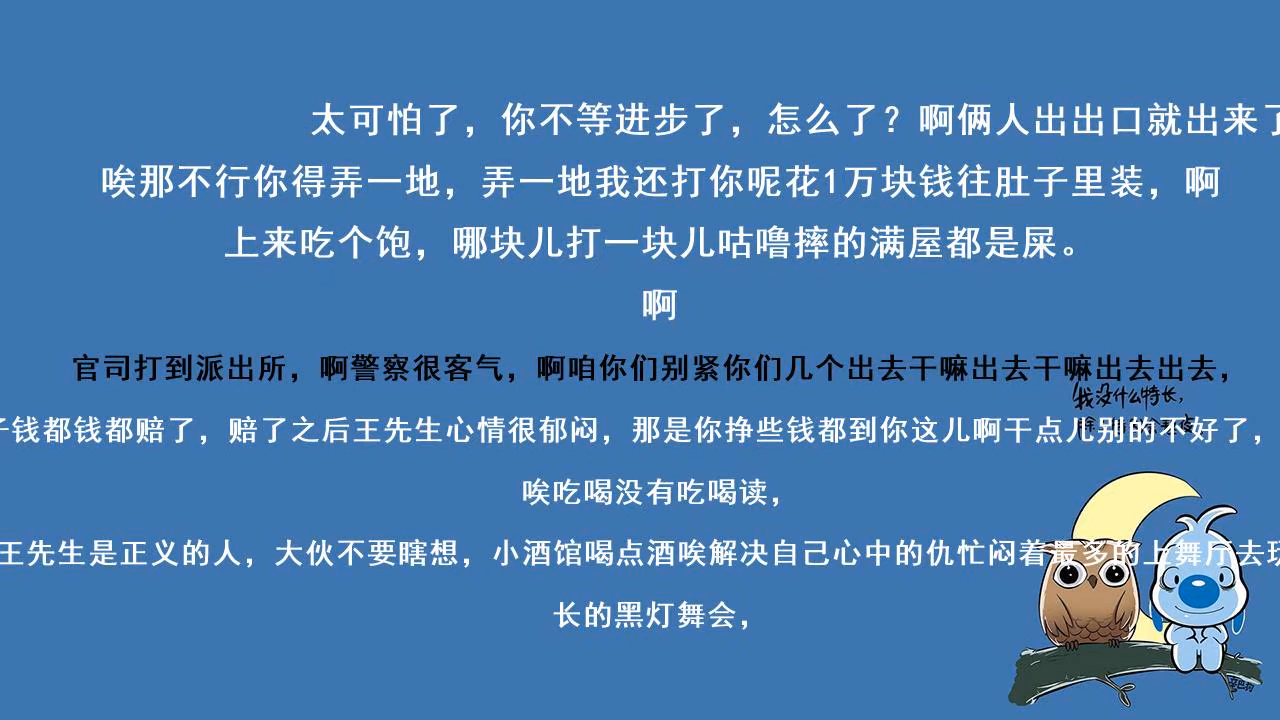 太可怕了，你不等进步了，怎么了？啊俩人出出口就出来了
唉那不行你得弄一地，弄一地我还打你呢花1万块钱往肚子里装，啊
上来吃个饱，哪块儿打一块儿咕噜摔的满屋都是屎。
啊
官司打到派出所，啊警察很客气，啊咱你们别紧你们几个出去干嘛出去干嘛出去出去，
我没什么特长，
子钱都钱都赔了，赔了之后王先生心情很郁闷，那是你挣些钱都到你这儿啊干点儿别的不好了，
唉吃喝没有吃喝读，
王先生是正义的人，大伙不要瞎想，小酒馆喝点酒唉解决自己心中的仇忙闷着最多的上舞厅去玩
长的黑灯舞会，